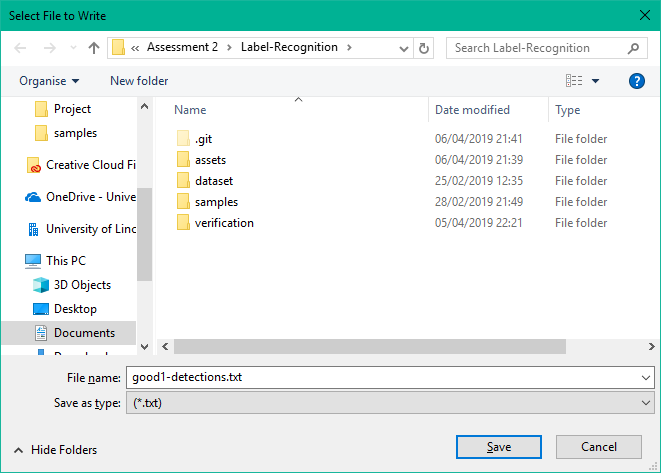 Select File to Write
« Assessment 2 › Label-Recognition ›
Search Label-Recognition
Organise
New folder
?
Project
samples
Creative Cloud Fi
OneDrive - Unive
University of Linc
This PC
3D Objects
Desktop
Documents
Name Date modified Type
.git 06/04/2019 21:41 File folder
assets 06/04/2019 21:39 File folder
dataset 25/02/2019 12:35 File folder
samples 28/02/2019 21:49 File folder
verification 05/04/2019 22:21 File folder
File name: good1-detections.txt
Save as type: (*.txt)
Hide Folders
Save
Cancel